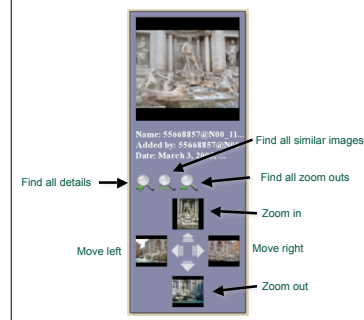 Name: 55668857@N00_11...
Added by: 55668857@N0
Date: March 3, 200
Find all similar images
Find all details
Find all zoom outs
Zoom in
Move left
Move right
Zoom out